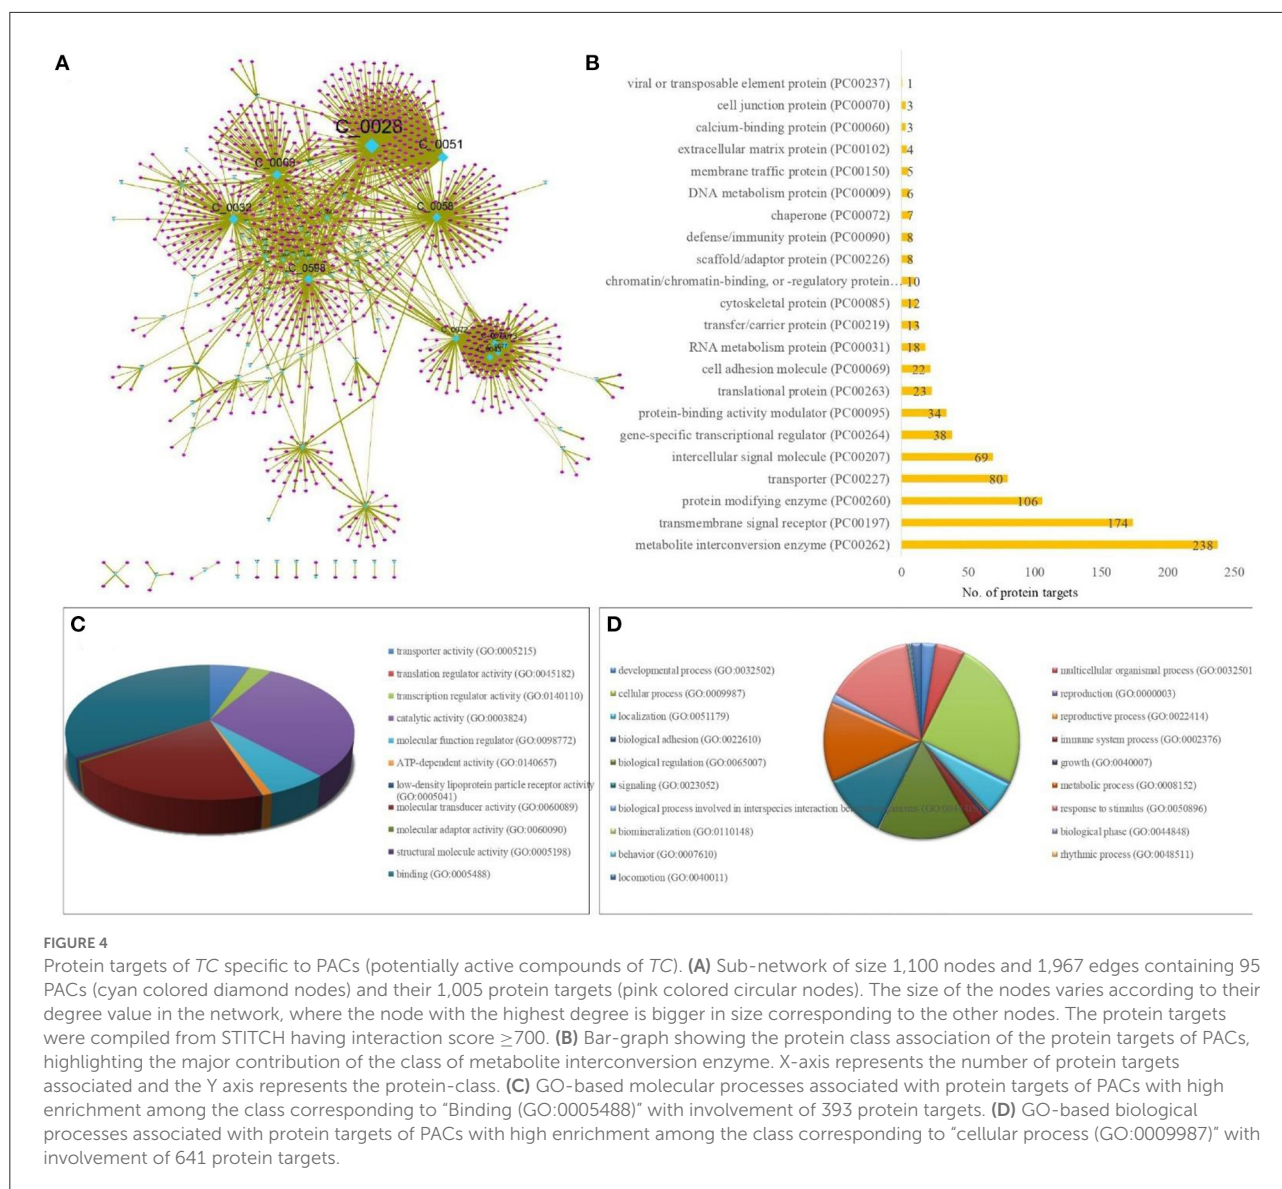 A
C_0028
C_0051
C_0069
C_0032
C_0058
C_0598
C_0072
B
viral or transposable element protein (PC00237) 1
cell junction protein (PC00070) 3
calcium-binding protein (PC00060) 3
extracellular matrix protein (PC00102) 4
membrane traffic protein (PC00150) 5
DNA metabolism protein (PC00009) 6
chaperone (PC00072) 7
defense/immunity protein (PC00090) 8
scaffold/adaptor protein (PC00226) 8
chromatin/chromatin-binding, or -regulatory protein… 10
cytoskeletal protein (PC00085) 12
transfer/carrier protein (PC00219) 13
RNA metabolism protein (PC00031) 18
cell adhesion molecule (PC00069) 22
translational protein (PC00263) 23
protein-binding activity modulator (PC00095) 34
gene-specific transcriptional regulator (PC00264) 38
intercellular signal molecule (PC00207) 69
transporter (PC00227) 80
protein modifying enzyme (PC00260) 106
transmembrane signal receptor (PC00197) 174
metabolite interconversion enzyme (PC00262) 238
0 50 100 150 200 250
No. of protein targets
C
transporter activity (GO:0005215)
translation regulator activity (GO:0045182)
transcription regulator activity (GO:0140110)
catalytic activity (GO:0003824)
molecular function regulator (GO:0098772)
ATP-dependent activity (GO:0140657)
low-density lipoprotein particle receptor activity
(GO:0005041)
molecular transducer activity (GO:0060089)
molecular adaptor activity (GO:0060090)
structural molecule activity (GO:0005198)
binding (GO:0005488)
D
developmental process (GO:0032502)
cellular process (GO:0009987)
localization (GO:0051179)
biological adhesion (GO:0022610)
biological regulation (GO:0065007)
signaling (GO:0023052)
biological process involved in interspecies interaction
biomineralization (GO:0110148)
behavior (GO:0007610)
locomotion (GO:0040011)
multicellular organismal process (GO:0032501
reproduction (GO:0000003)
reproductive process (GO:0022414)
immune system process (GO:0002376)
growth (GO:0040007)
metabolic process (GO:0008152)
response to stimulus (GO:0050896)
biological phase (GO:0044848)
rhythmic process (GO:0048511)
FIGURE 4
Protein targets of TC specific to PACs (potentially active compounds of TC). (A) Sub-network of size 1,100 nodes and 1,967 edges containing 95
PACs (cyan colored diamond nodes) and their 1,005 protein targets (pink colored circular nodes). The size of the nodes varies according to their
degree value in the network, where the node with the highest degree is bigger in size corresponding to the other nodes. The protein targets
were compiled from STITCH having interaction score ≥700. (B) Bar-graph showing the protein class association of the protein targets of PACs,
highlighting the major contribution of the class of metabolite interconversion enzyme. X-axis represents the number of protein targets
associated and the Y axis represents the protein-class. (C) GO-based molecular processes associated with protein targets of PACs with high
enrichment among the class corresponding to “Binding (GO:0005488)” with involvement of 393 protein targets. (D) GO-based biological
processes associated with protein targets of PACs with high enrichment among the class corresponding to “cellular process (GO:0009987)” with
involvement of 641 protein targets.